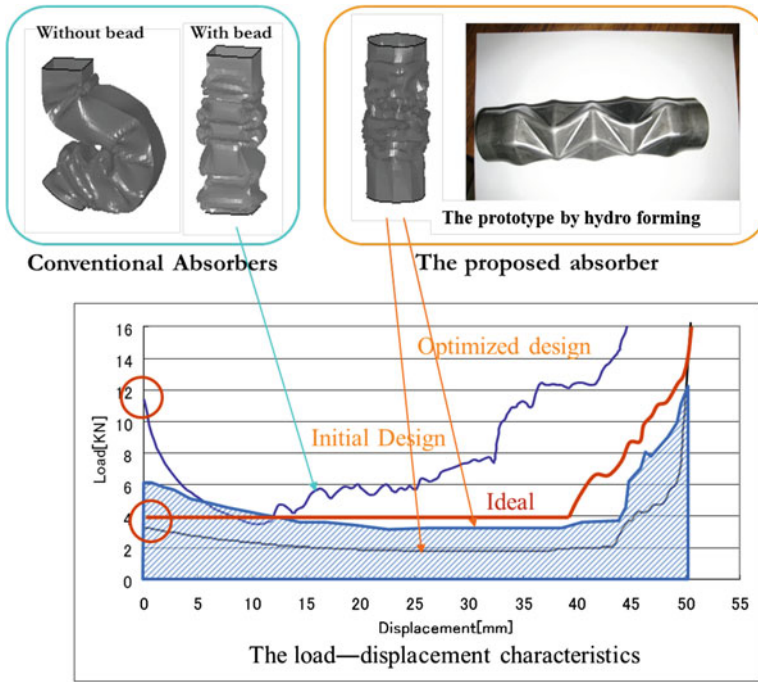 Without bead
With bead
The prototype by hydro forming
Conventional Absorbers
The proposed absorber
16
14
12
10
8
6
4
2
0
Load[KN]
Optimized design
Initial Design
Ideal
0 5 10 15 20 25 30 35 40 45 50 55
Displacement[mm]
The load—displacement characteristics